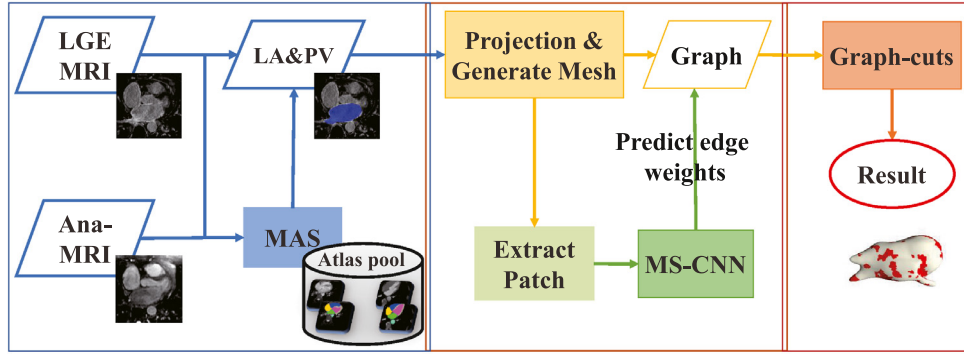 LGE
MRI
LA&PV
Ana-
MRI
MAS
Atlas pool
Projection &
Generate Mesh
Graph
Predict edge
weights
Extract
Patch
MS-CNN
Graph-cuts
Result